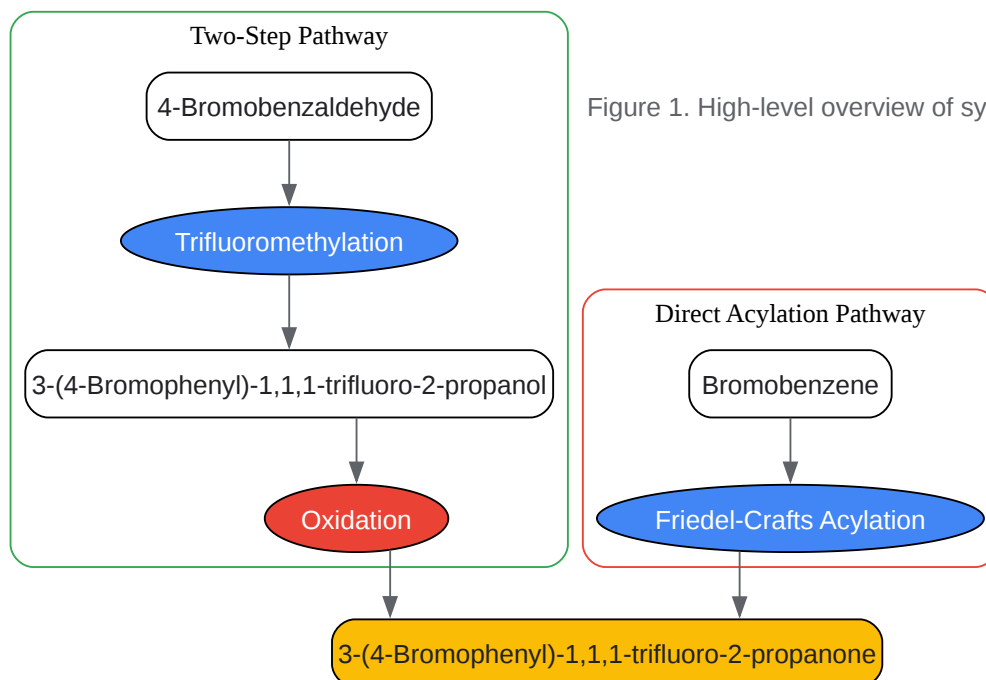 Two-Step Pathway
4-Bromobenzaldehyde
Figure 1. High-level overview of sy
Trifluoromethylation
3-(4-Bromophenyl)-1,1,1-trifluoro-2-propanol
Oxidation
Direct Acylation Pathway
Bromobenzene
Friedel-Crafts Acylation
3-(4-Bromophenyl)-1,1,1-trifluoro-2-propanone